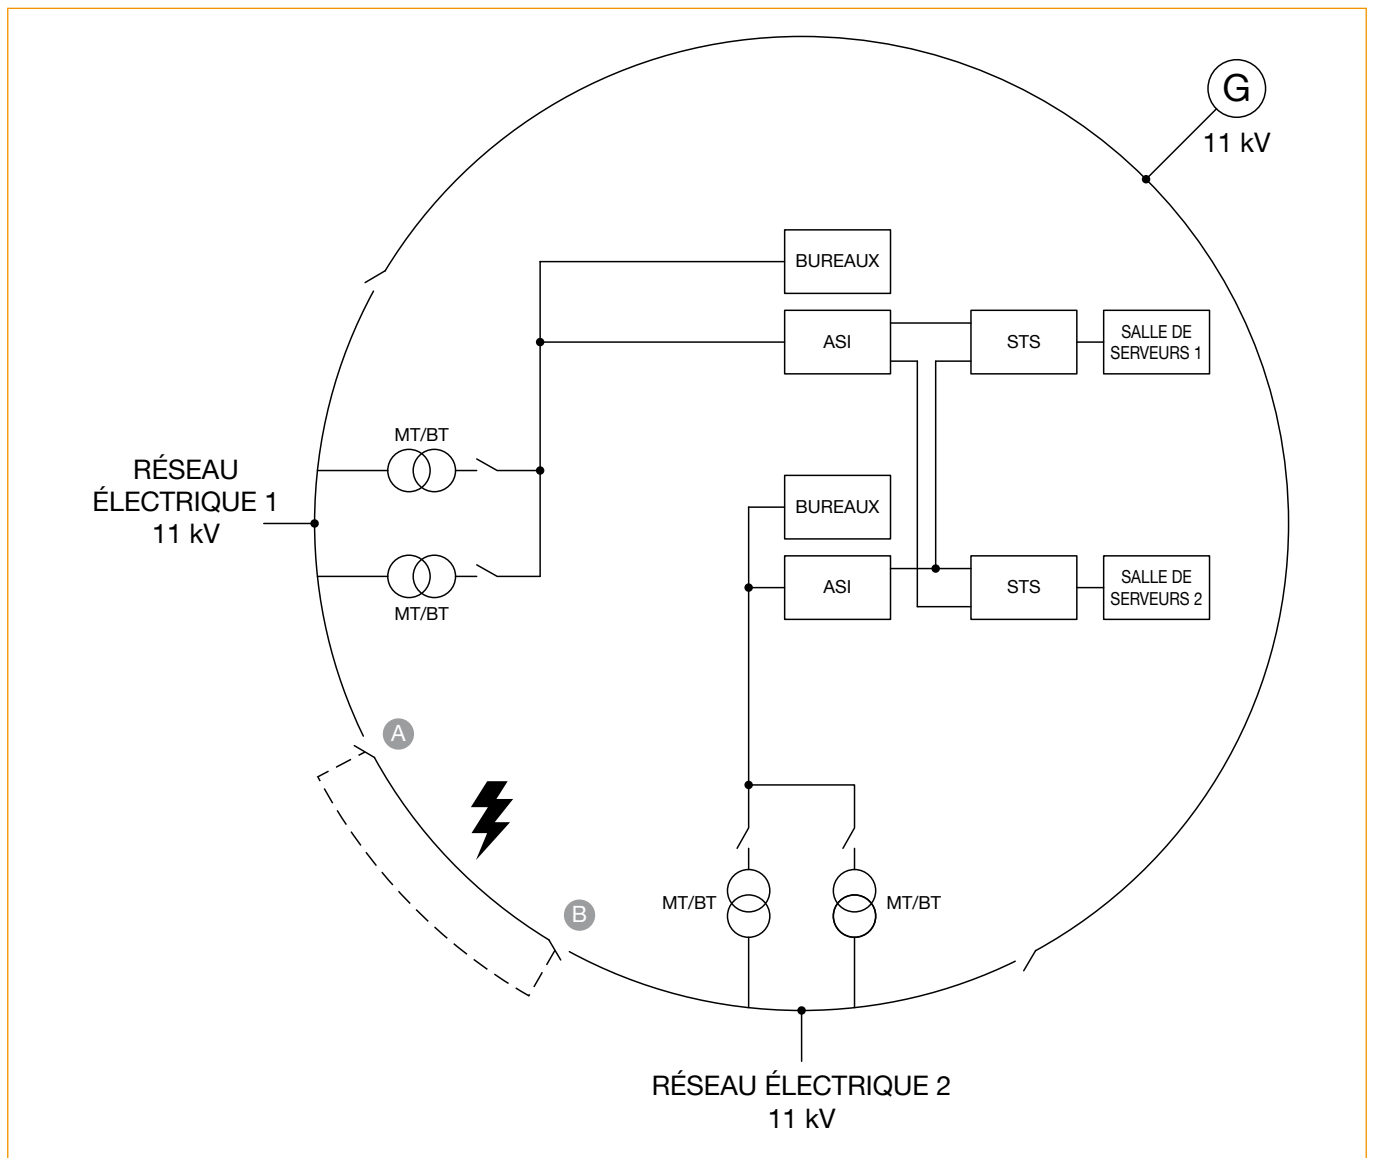 G
11 kV
BUREAUX
ASI
STS
SALLE DE
SERVEURS 1
MT/BT
RÉSEAU
ÉLECTRIQUE 1
11 kV
MT/BT
BUREAUX
ASI
STS
SALLE DE
SERVEURS 2
A
B
MT/BT
MT/BT
RÉSEAU ÉLECTRIQUE 2
11 kV